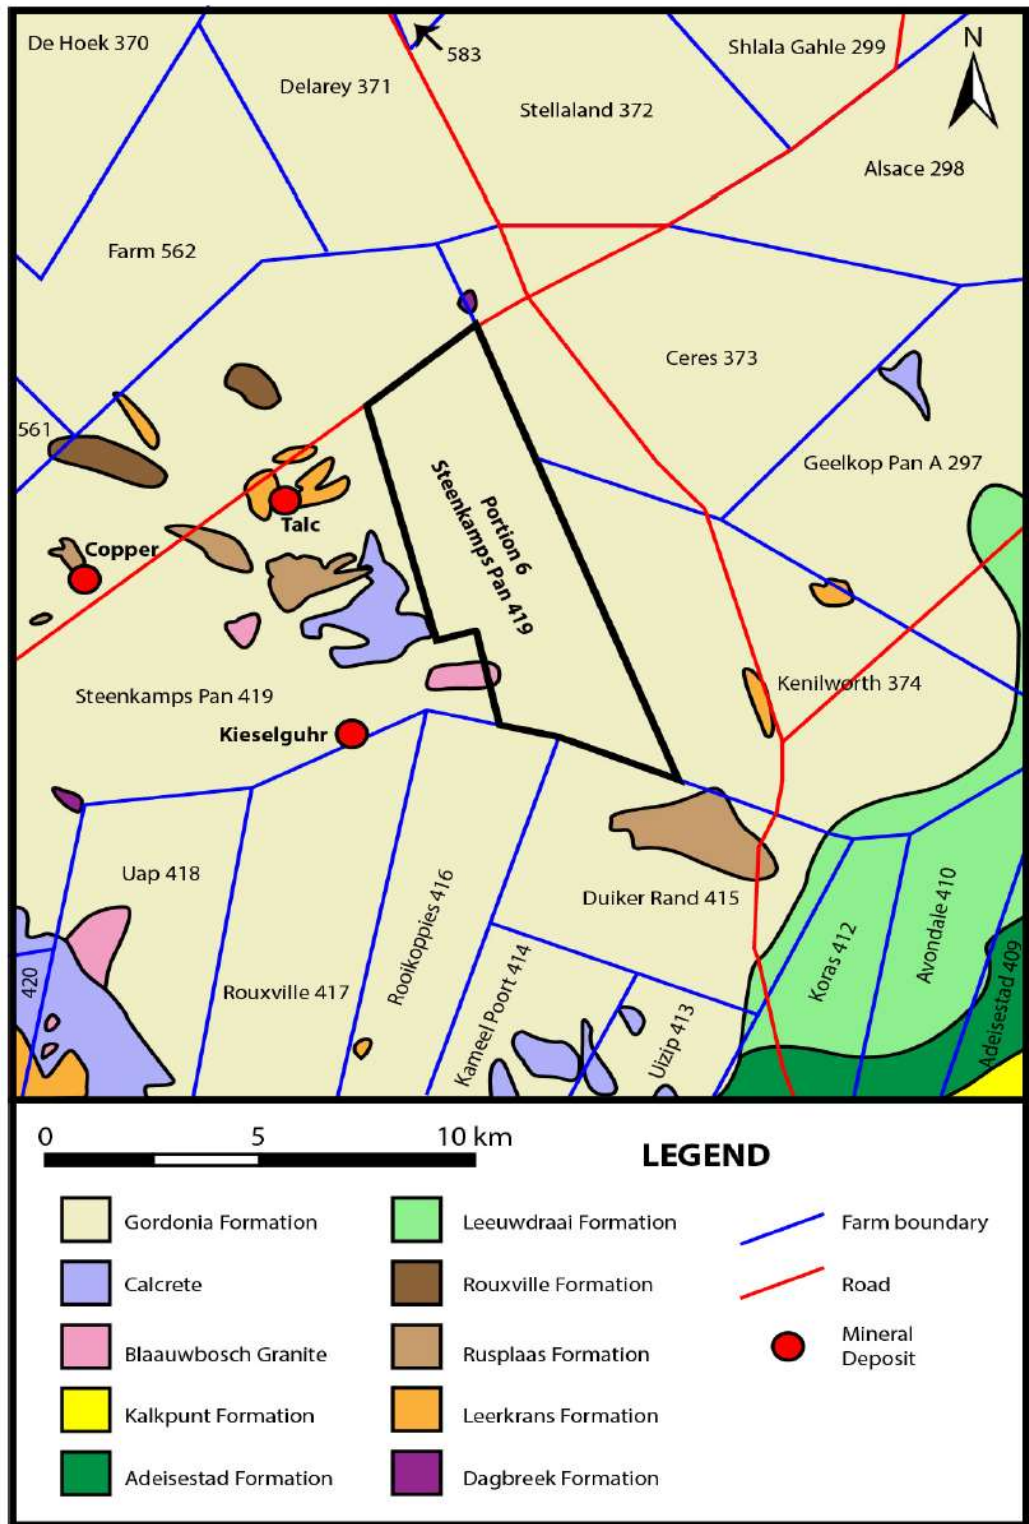 De Hoek 370
Delarey 371
583
Stellaland 372
Shlala Gahle 299
N
Alsace 298
Farm 562
Ceres 373
561
Geelkop Pan A 297
Portion 6
Steenkamps Pan 419
Talc
Copper
Steenkamps Pan 419
Kenilworth 374
Kieselguhr
Uap 418
Duiker Rand 415
Rooikoppies 416
Avondale 410
Koras 412
Adeisestad 409
420
Rouxville 417
Kameel Poort 414
Uizip 413
0 5 10 km
LEGEND
Gordonia Formation
Calcrete
Blaauwbosch Granite
Kalkpunt Formation
Adeisestad Formation
Leeuwdraai Formation
Rouxville Formation
Rusplaas Formation
Leerkrans Formation
Dagbreek Formation
Farm boundary
Road
Mineral
Deposit